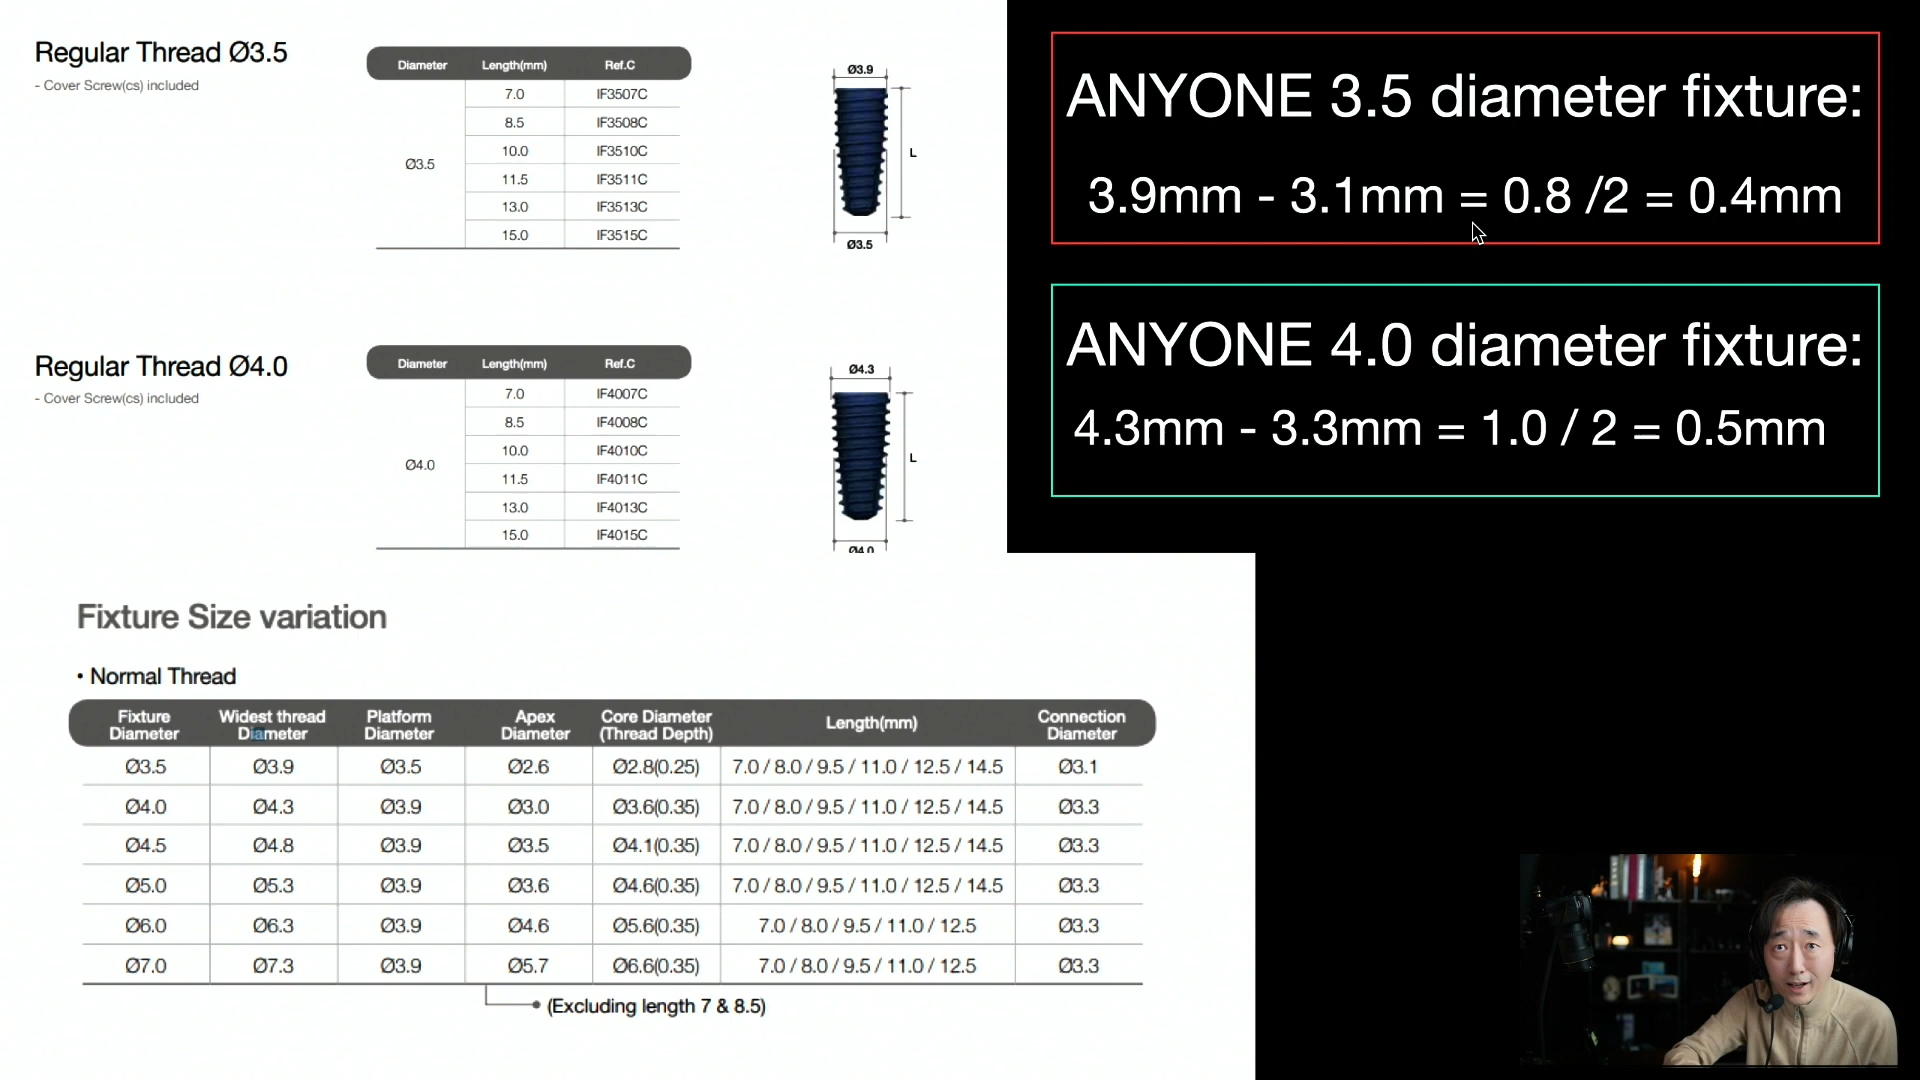 Regular Thread Ø3.5
- Cover Screw(cs) included
Diameter Length(mm) Ref.C
Ø3.5
7.0 IF3507C
8.5 IF3508C
10.0 IF3510C
11.5 IF3511C
13.0 IF3513C
15.0 IF3515C
Ø3.9
L
Ø3.5
Regular Thread Ø4.0
- Cover Screw(cs) included
Diameter Length(mm) Ref.C
Ø4.0
7.0 IF4007C
8.5 IF4008C
10.0 IF4010C
11.5 IF4011C
13.0 IF4013C
15.0 IF4015C
Ø4.3
L
Ø4.0
ANYONE 3.5 diameter fixture:
3.9mm - 3.1mm = 0.8 /2 = 0.4mm
ANYONE 4.0 diameter fixture:
4.3mm - 3.3mm = 1.0 / 2 = 0.5mm
Fixture Size variation
• Normal Thread
Fixture Diameter Widest thread Diameter Platform Diameter Apex Diameter Core Diameter (Thread Depth) Length(mm) Connection Diameter
Ø3.5 Ø3.9 Ø3.5 Ø2.6 Ø2.8(0.25) 7.0 / 8.0 / 9.5 / 11.0 / 12.5 / 14.5 Ø3.1
Ø4.0 Ø4.3 Ø3.9 Ø3.0 Ø3.6(0.35) 7.0 / 8.0 / 9.5 / 11.0 / 12.5 / 14.5 Ø3.3
Ø4.5 Ø4.8 Ø3.9 Ø3.5 Ø4.1(0.35) 7.0 / 8.0 / 9.5 / 11.0 / 12.5 / 14.5 Ø3.3
Ø5.0 Ø5.3 Ø3.9 Ø3.6 Ø4.6(0.35) 7.0 / 8.0 / 9.5 / 11.0 / 12.5 / 14.5 Ø3.3
Ø6.0 Ø6.3 Ø3.9 Ø4.6 Ø5.6(0.35) 7.0 / 8.0 / 9.5 / 11.0 / 12.5 Ø3.3
Ø7.0 Ø7.3 Ø3.9 Ø5.7 Ø6.6(0.35) 7.0 / 8.0 / 9.5 / 11.0 / 12.5 Ø3.3
(Excluding length 7 & 8.5)